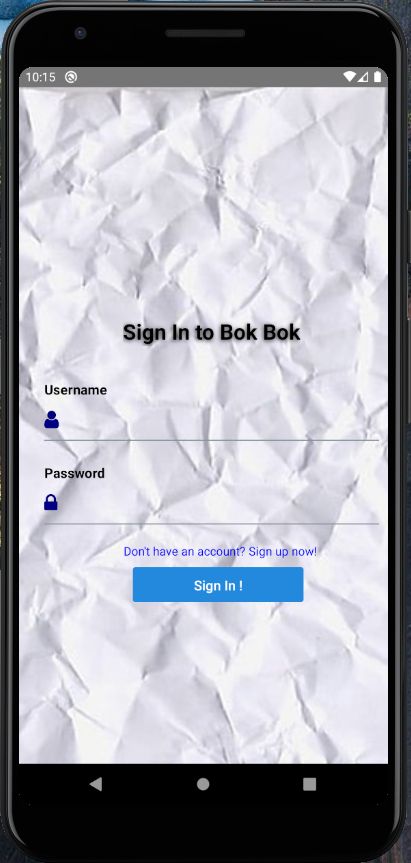 10:15
Sign In to Bok Bok
Username
Password
Don't have an account? Sign up now!
Sign In !